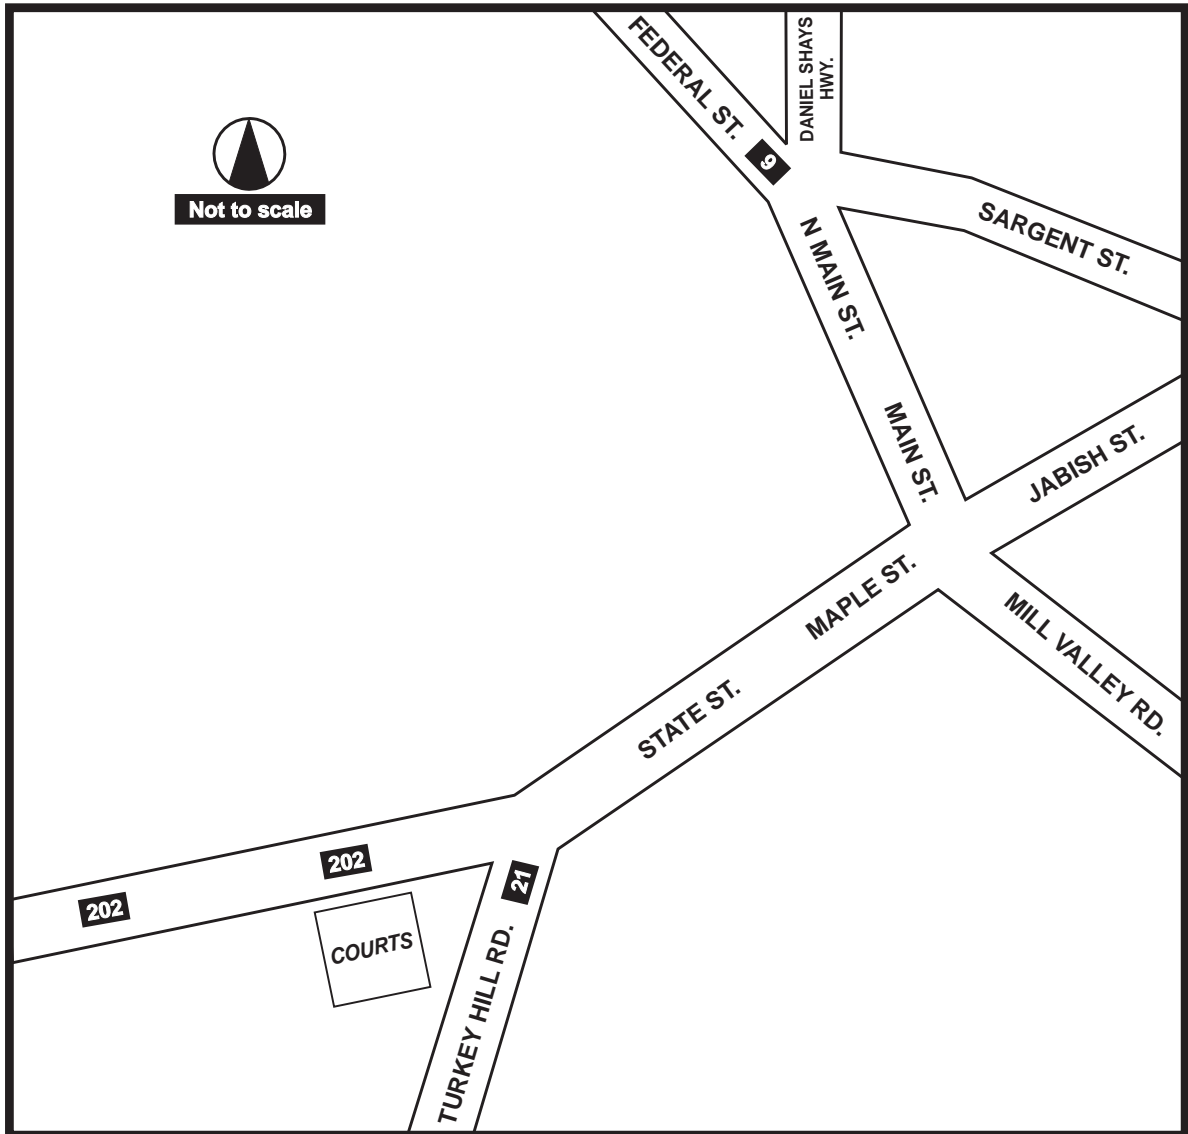 FEDERAL ST.
DANIEL SHAYS
HWY.
9
Not to scale
SARGENT ST.
N MAIN ST.
MAIN ST.
JABISH ST.
MAPLE ST.
MILL VALLEY RD.
STATE ST.
202
202
21
COURTS
TURKEY HILL RD.